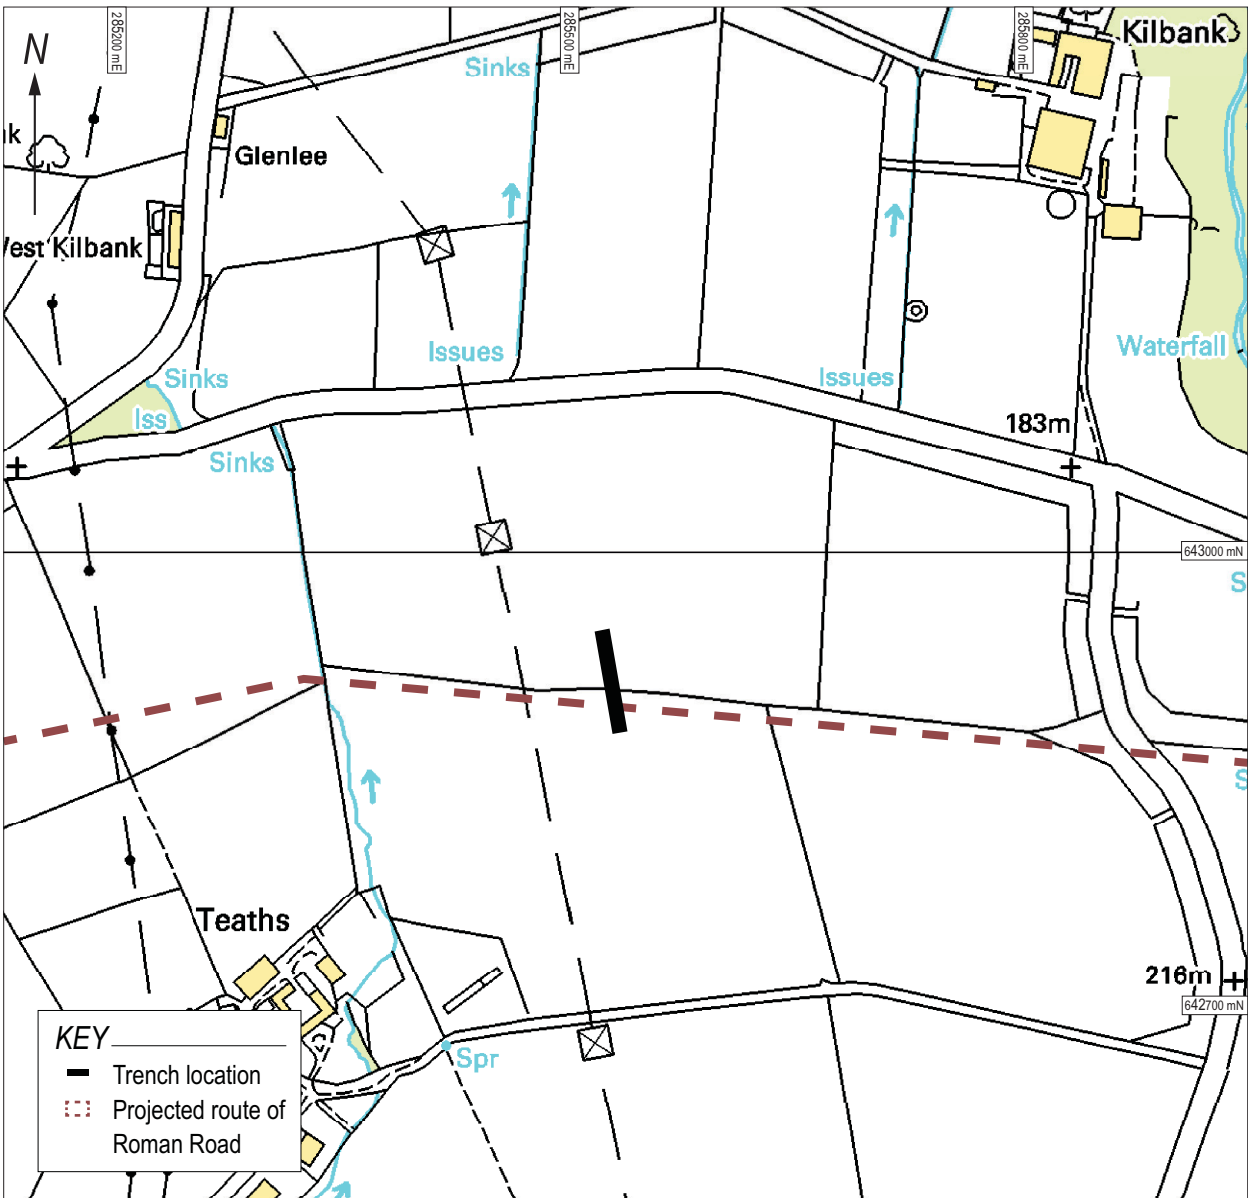 285200 mE
285500 mE
285800 mE
Kilbank
N
Sinks
Glenlee
West Kilbank
Issues
Waterfall
Sinks
Issues
Iss
183m
Sinks
643000 mN
S
S
Teaths
216m
642700 mN
KEY
Spr
Trench location
Projected route of
Roman Road